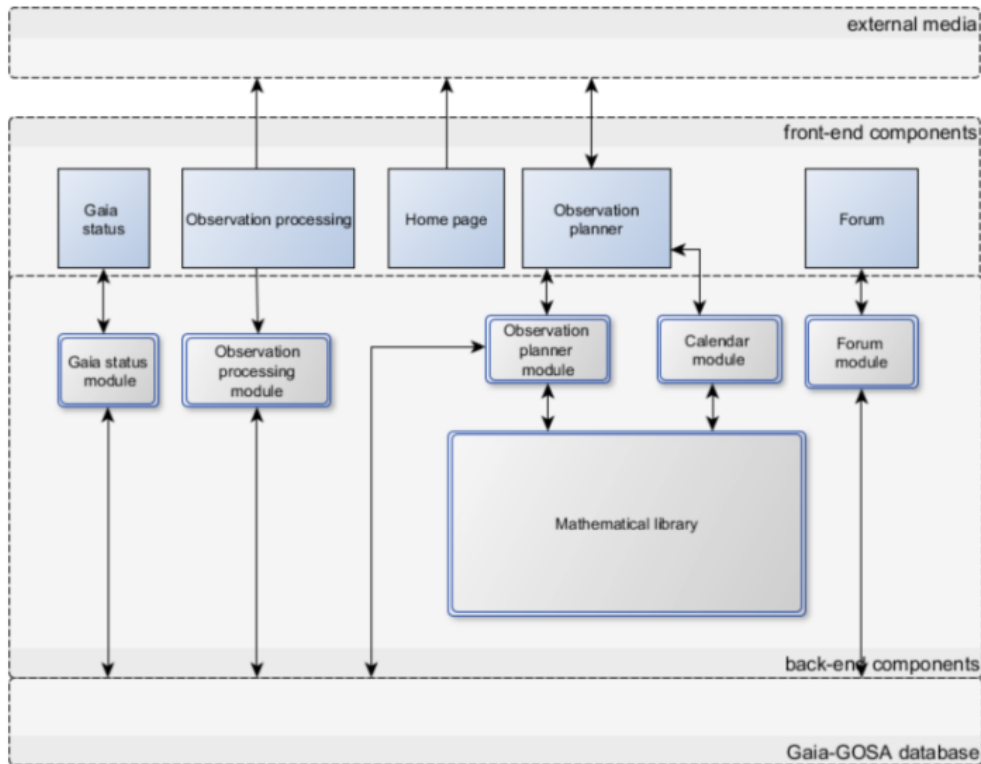 external media
front-end components
Gaia
status
Observation processing
Home page
Observation
planner
Forum
Gaia status
module
Observation
processing
module
Observation
planner
module
Calendar
module
Forum
module
Mathematical library
back-end components
Gaia-GOSA database